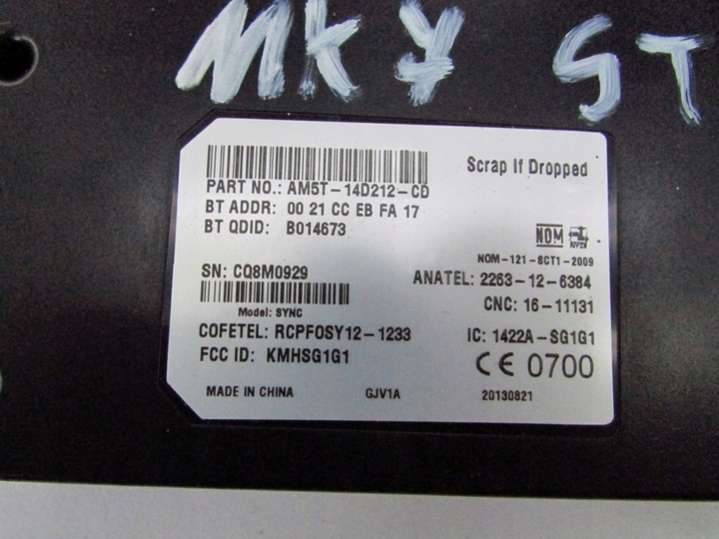 MK7 ST
Scrap If Dropped
PART NO.: AM5T-14D212-CD
BT ADDR: 00 21 CC EB FA 17
BT QDID: B014673
NOM
NOM-121-SCT1-2009
SN: CQ8M0929
ANATEL: 2263-12-6384
CNC: 16-11131
Model: SYNC
COFETEL: RCPFOSY12-1233
IC: 1422A-SG1G1
FCC ID: KMHSG1G1
CE 0700
MADE IN CHINA
GJV1A
20130821